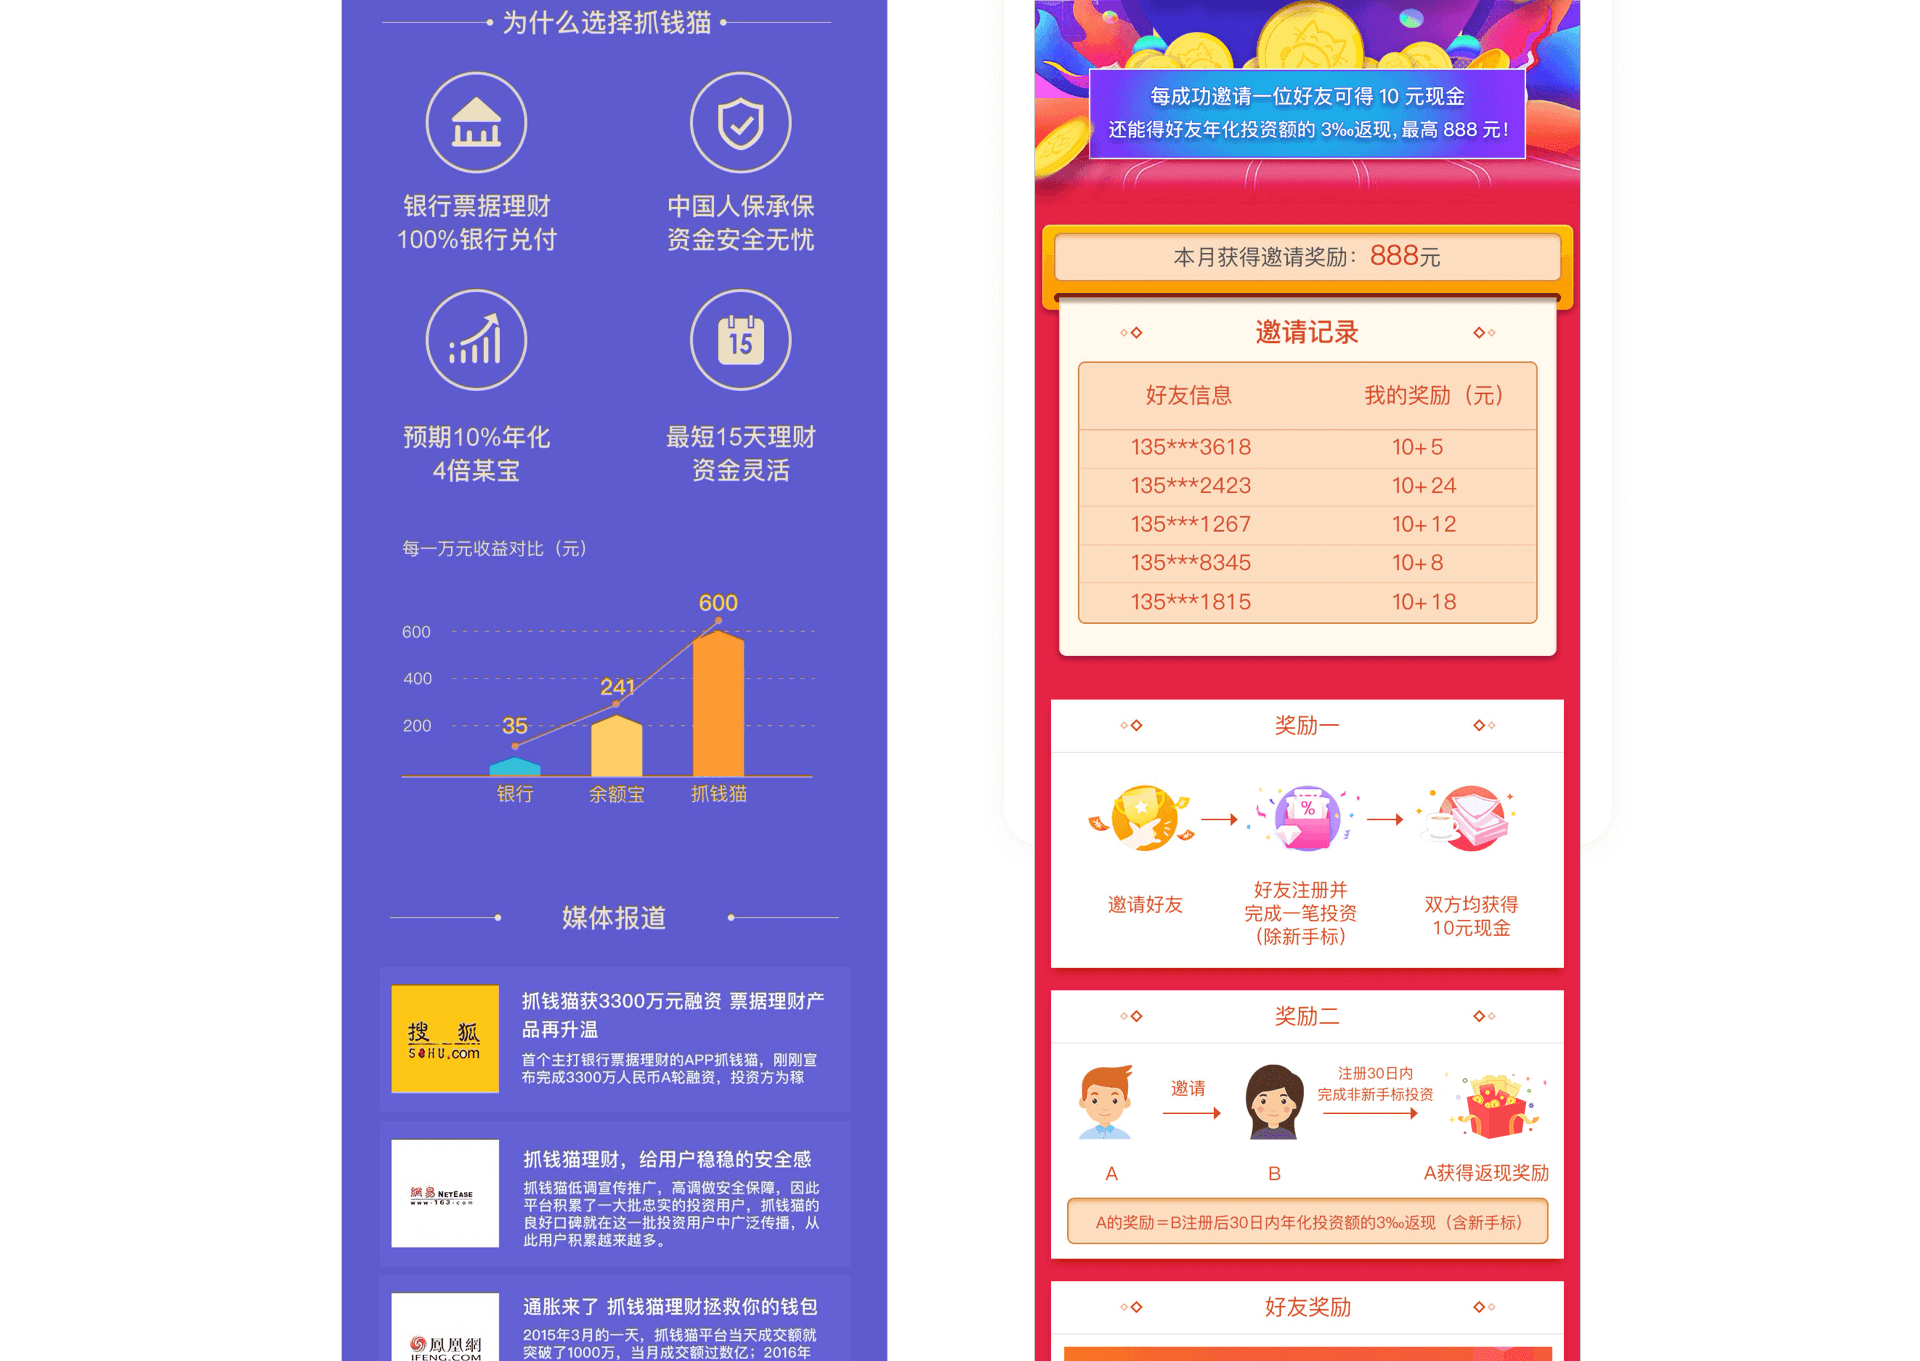 为什么选择抓钱猫
银行票据理财
100%银行兑付
中国人保承保
资金安全无忧
15
预期10%年化
4倍某宝
最短15天理财
资金灵活
每一万元收益对比（元）
600
400
200
35
241
600
银行
余额宝
抓钱猫
媒体报道
搜狐
SOHU.com
抓钱猫获3300万元融资 票据理财产
品再升温
首个主打银行票据理财的APP抓钱猫，刚刚宣
布完成3300万人民币A轮融资，投资方为稼
網易 NETEASE
www.163.com
抓钱猫理财，给用户稳稳的安全感
抓钱猫低调宣传推广，高调做安全保障，因此
平台积累了一大批忠实的投资用户，抓钱猫的
良好口碑就在这一批投资用户中广泛传播，从
此用户积累越来越多。
鳳凰網
IFENG.COM
通胀来了 抓钱猫理财拯救你的钱包
2015年3月的一天，抓钱猫平台当天成交额就
突破了1000万，当月成交额过数亿；2016年
每成功邀请一位好友可得 10 元现金
还能得好友年化投资额的 3‰返现，最高 888 元！
本月获得邀请奖励：888元
邀请记录
好友信息 我的奖励（元）
135***3618 10+5
135***2423 10+24
135***1267 10+12
135***8345 10+8
135***1815 10+18
奖励一
%
邀请好友
好友注册并
完成一笔投资
（除新手标）
双方均获得
10元现金
奖励二
邀请
注册30日内
完成非新手标投资
A
B
A获得返现奖励
A的奖励＝B注册后30日内年化投资额的3‰返现（含新手标）
好友奖励